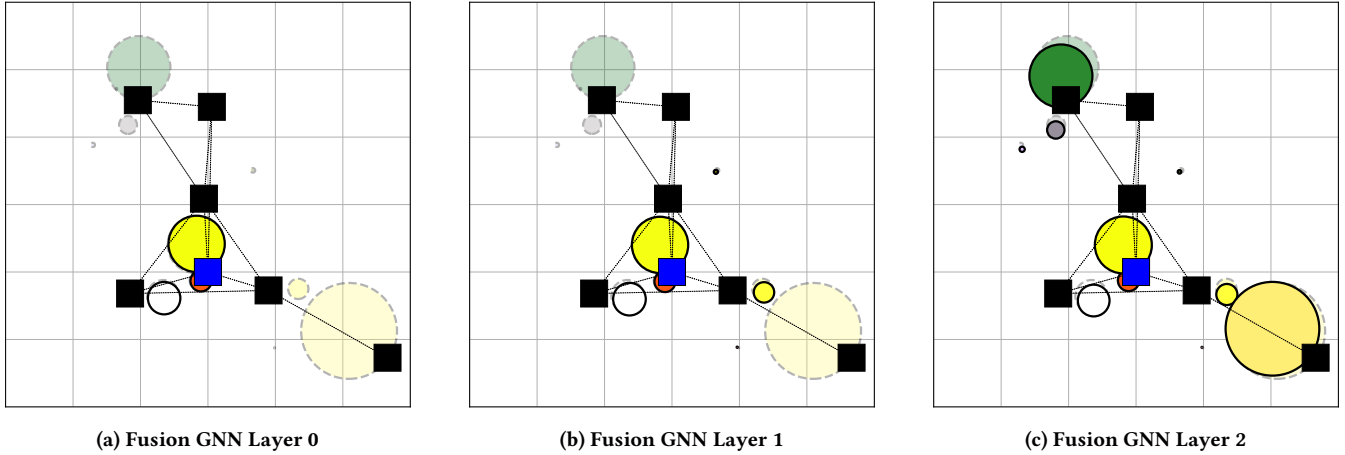 (a) Fusion GNN Layer 0
(b) Fusion GNN Layer 1
(c) Fusion GNN Layer 2